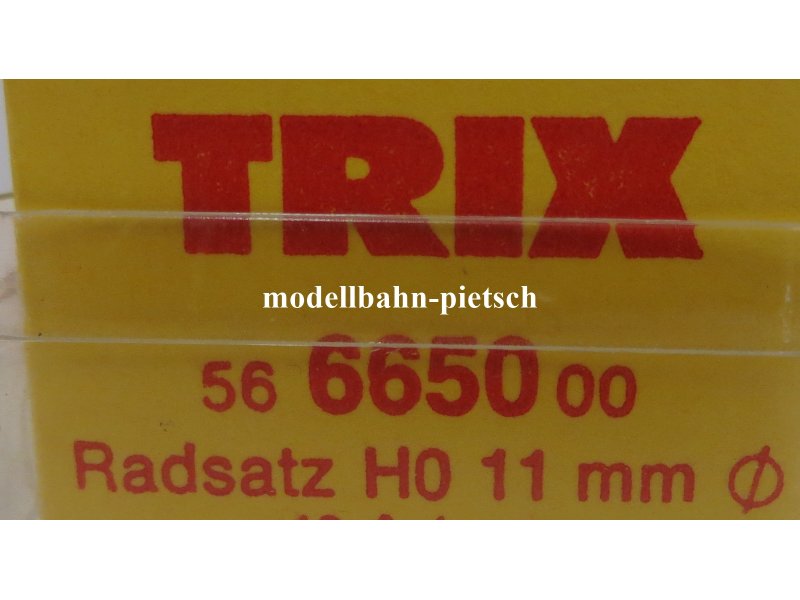 TRIX
modellbahn-pietsch
56 6650 00
Radsatz H0 11 mm Ø